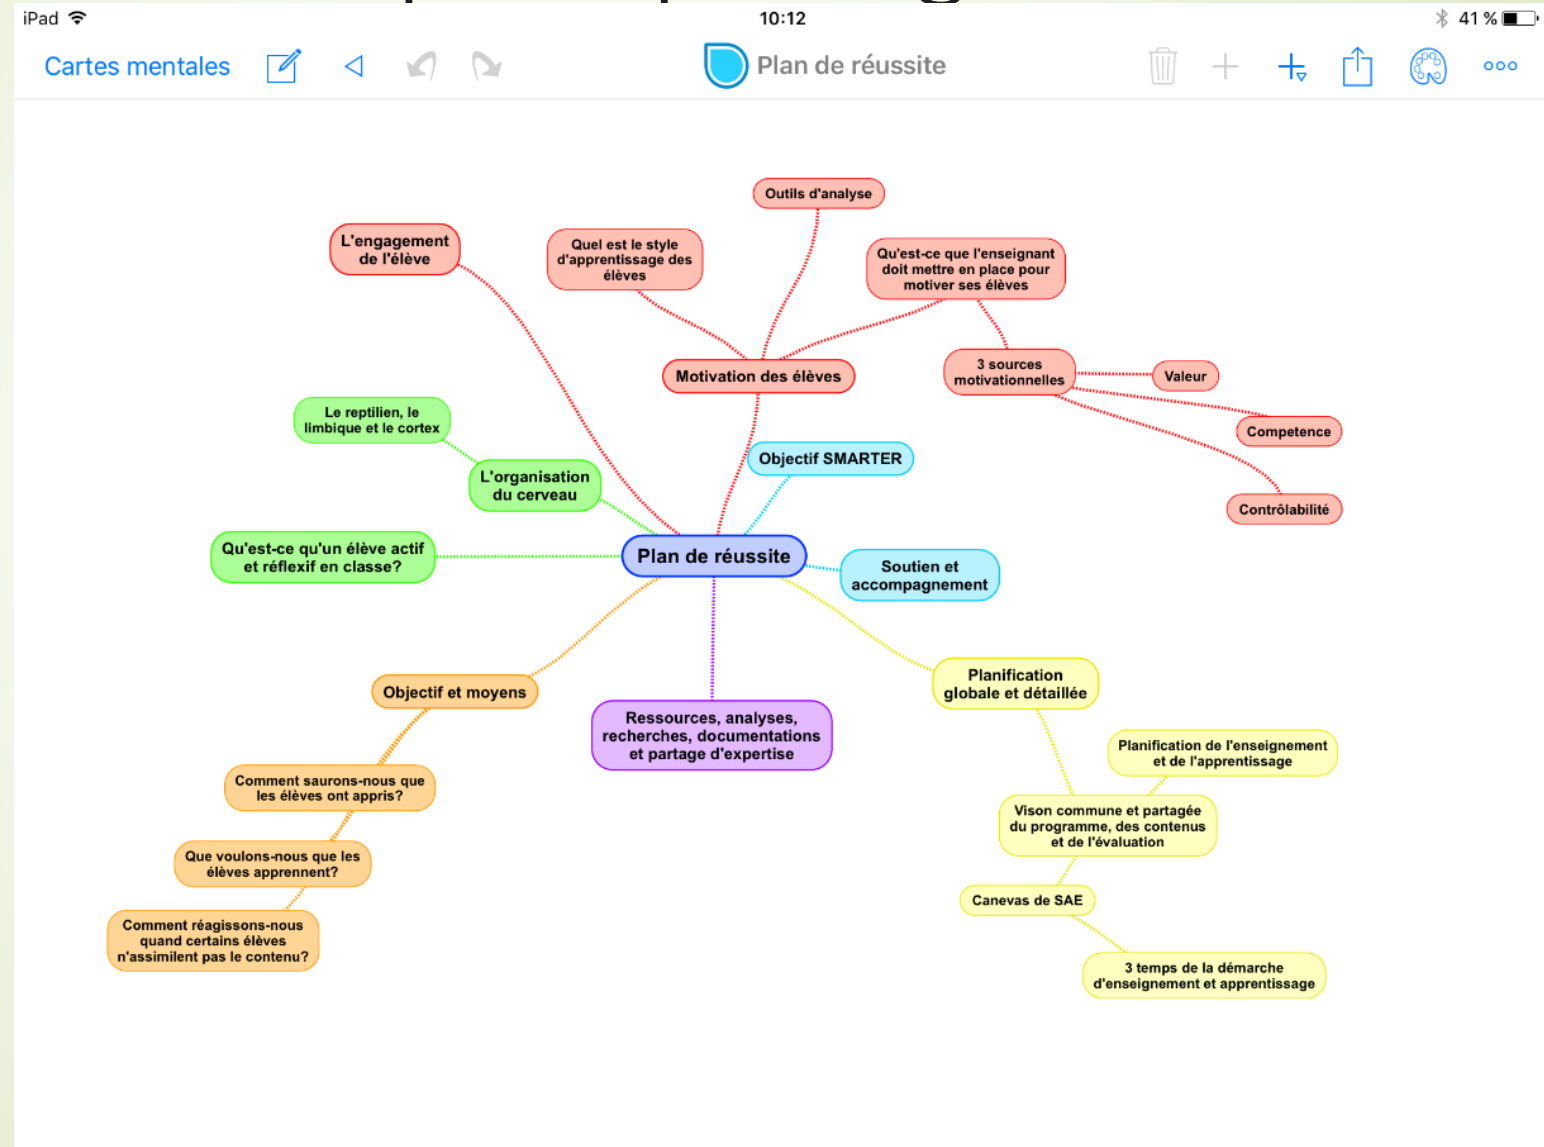 iPad
10:12
41 %
Cartes mentales
Plan de réussite
Outils d'analyse
L'engagement
de l'élève
Quel est le style
d'apprentissage des
élèves
Qu'est-ce que l'enseignant
doit mettre en place pour
motiver ses élèves
Motivation des élèves
3 sources
motivationnelles
Valeur
Competence
Contrôlabilité
Le reptilien, le
limbique et le cortex
L'organisation
du cerveau
Objectif SMARTER
Qu'est-ce qu'un élève actif
et réflexif en classe?
Plan de réussite
Soutien et
accompagnement
Objectif et moyens
Ressources, analyses,
recherches, documentations
et partage d'expertise
Planification
globale et détaillée
Comment saurons-nous que
les élèves ont appris?
Que voulons-nous que les
élèves apprennent?
Comment réagissons-nous
quand certains élèves
n'assimilent pas le contenu?
Planification de l'enseignement
et de l'apprentissage
Vison commune et partagée
du programme, des contenus
et de l'évaluation
Canevas de SAE
3 temps de la démarche
d'enseignement et apprentissage